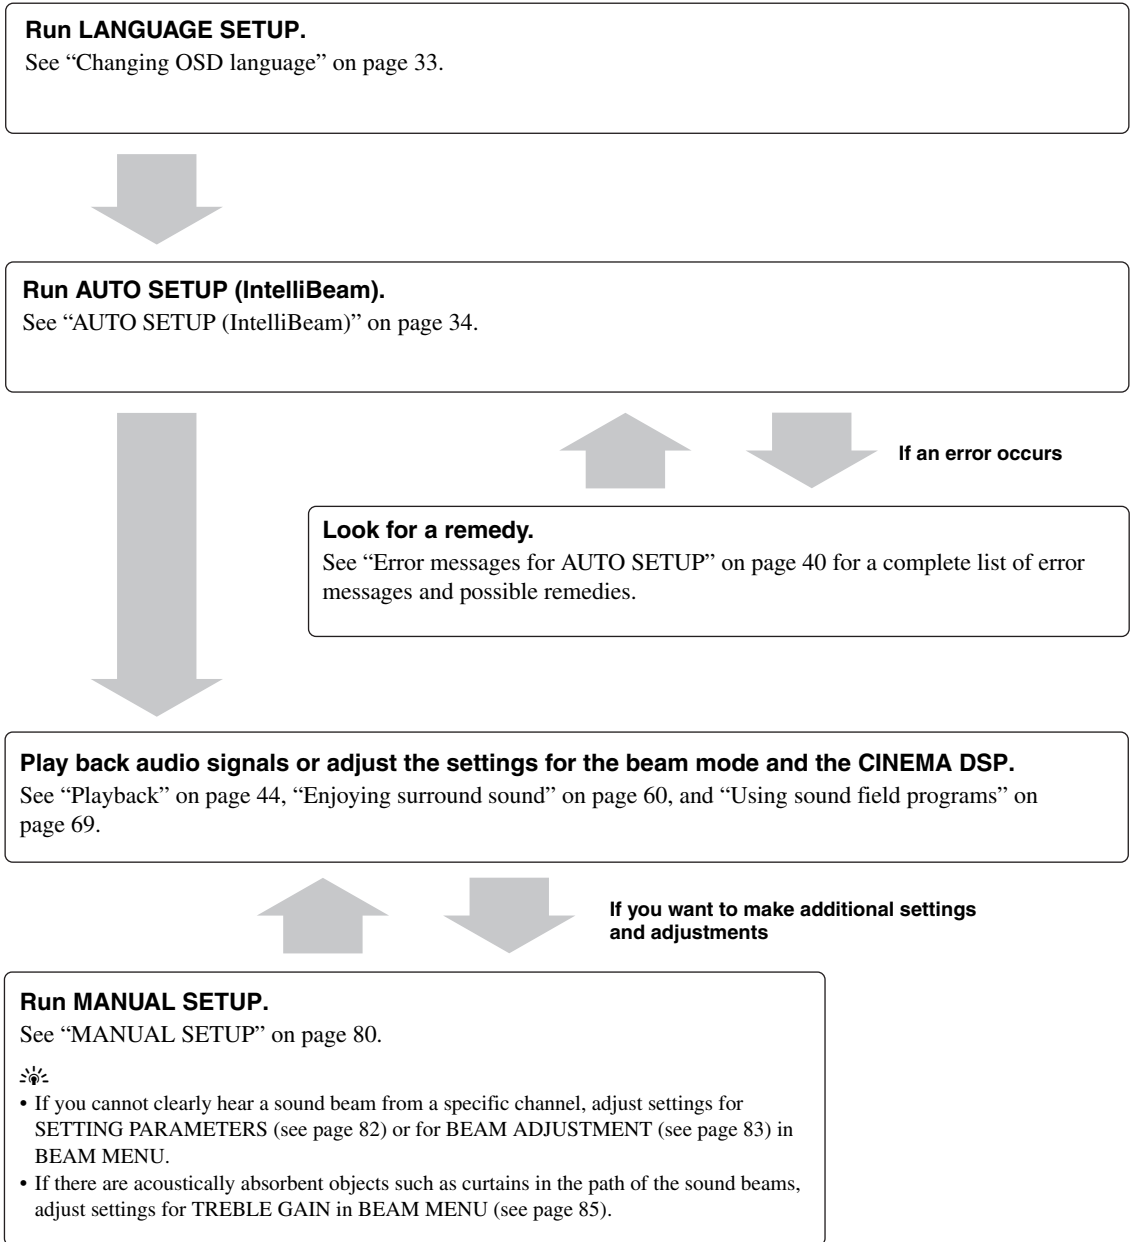 Run LANGUAGE SETUP.
See “Changing OSD language” on page 33.
Run AUTO SETUP (IntelliBeam).
See “AUTO SETUP (IntelliBeam)” on page 34.
If an error occurs
Look for a remedy.
See “Error messages for AUTO SETUP” on page 40 for a complete list of error
messages and possible remedies.
Play back audio signals or adjust the settings for the beam mode and the CINEMA DSP.
See “Playback” on page 44, “Enjoying surround sound” on page 60, and “Using sound field programs” on
page 69.
If you want to make additional settings
and adjustments
Run MANUAL SETUP.
See “MANUAL SETUP” on page 80.
• If you cannot clearly hear a sound beam from a specific channel, adjust settings for
SETTING PARAMETERS (see page 82) or for BEAM ADJUSTMENT (see page 83) in
BEAM MENU.
• If there are acoustically absorbent objects such as curtains in the path of the sound beams,
adjust settings for TREBLE GAIN in BEAM MENU (see page 85).